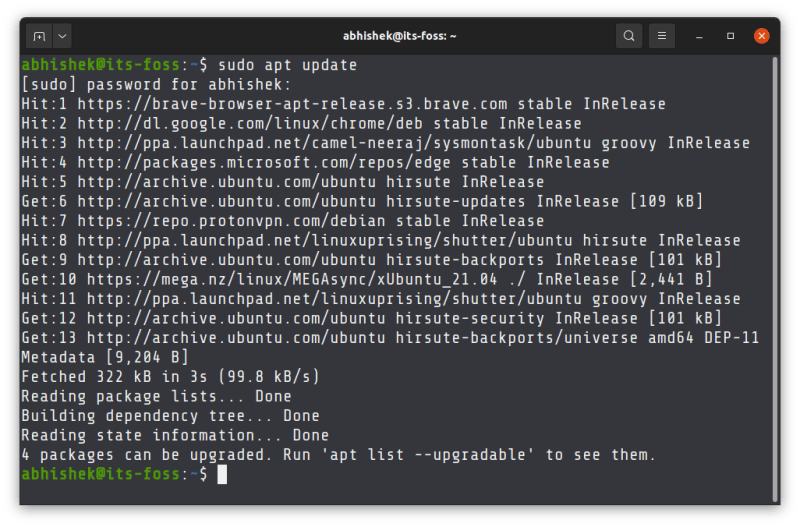 abhishek@its-foss: ~
abhishek@its-foss:~$ sudo apt update
[sudo] password for abhishek:
Hit:1 https://brave-browser-apt-release.s3.brave.com stable InRelease
Hit:2 http://dl.google.com/linux/chrome/deb stable InRelease
Hit:3 http://ppa.launchpad.net/camel-neeraj/sysmontask/ubuntu groovy InRelease
Hit:4 http://packages.microsoft.com/repos/edge stable InRelease
Hit:5 http://archive.ubuntu.com/ubuntu hirsute InRelease
Get:6 http://archive.ubuntu.com/ubuntu hirsute-updates InRelease [109 kB]
Hit:7 https://repo.protonvpn.com/debian stable InRelease
Hit:8 http://ppa.launchpad.net/linuxuprising/shutter/ubuntu hirsute InRelease
Get:9 http://archive.ubuntu.com/ubuntu hirsute-backports InRelease [101 kB]
Get:10 https://mega.nz/linux/MEGAsync/xUbuntu_21.04 ./ InRelease [2,441 B]
Hit:11 http://ppa.launchpad.net/linuxuprising/shutter/ubuntu groovy InRelease
Get:12 http://archive.ubuntu.com/ubuntu hirsute-security InRelease [101 kB]
Get:13 http://archive.ubuntu.com/ubuntu hirsute-backports/universe amd64 DEP-11
Metadata [9,204 B]
Fetched 322 kB in 3s (99.8 kB/s)
Reading package lists... Done
Building dependency tree... Done
Reading state information... Done
4 packages can be upgraded. Run 'apt list --upgradable' to see them.
abhishek@its-foss:~$